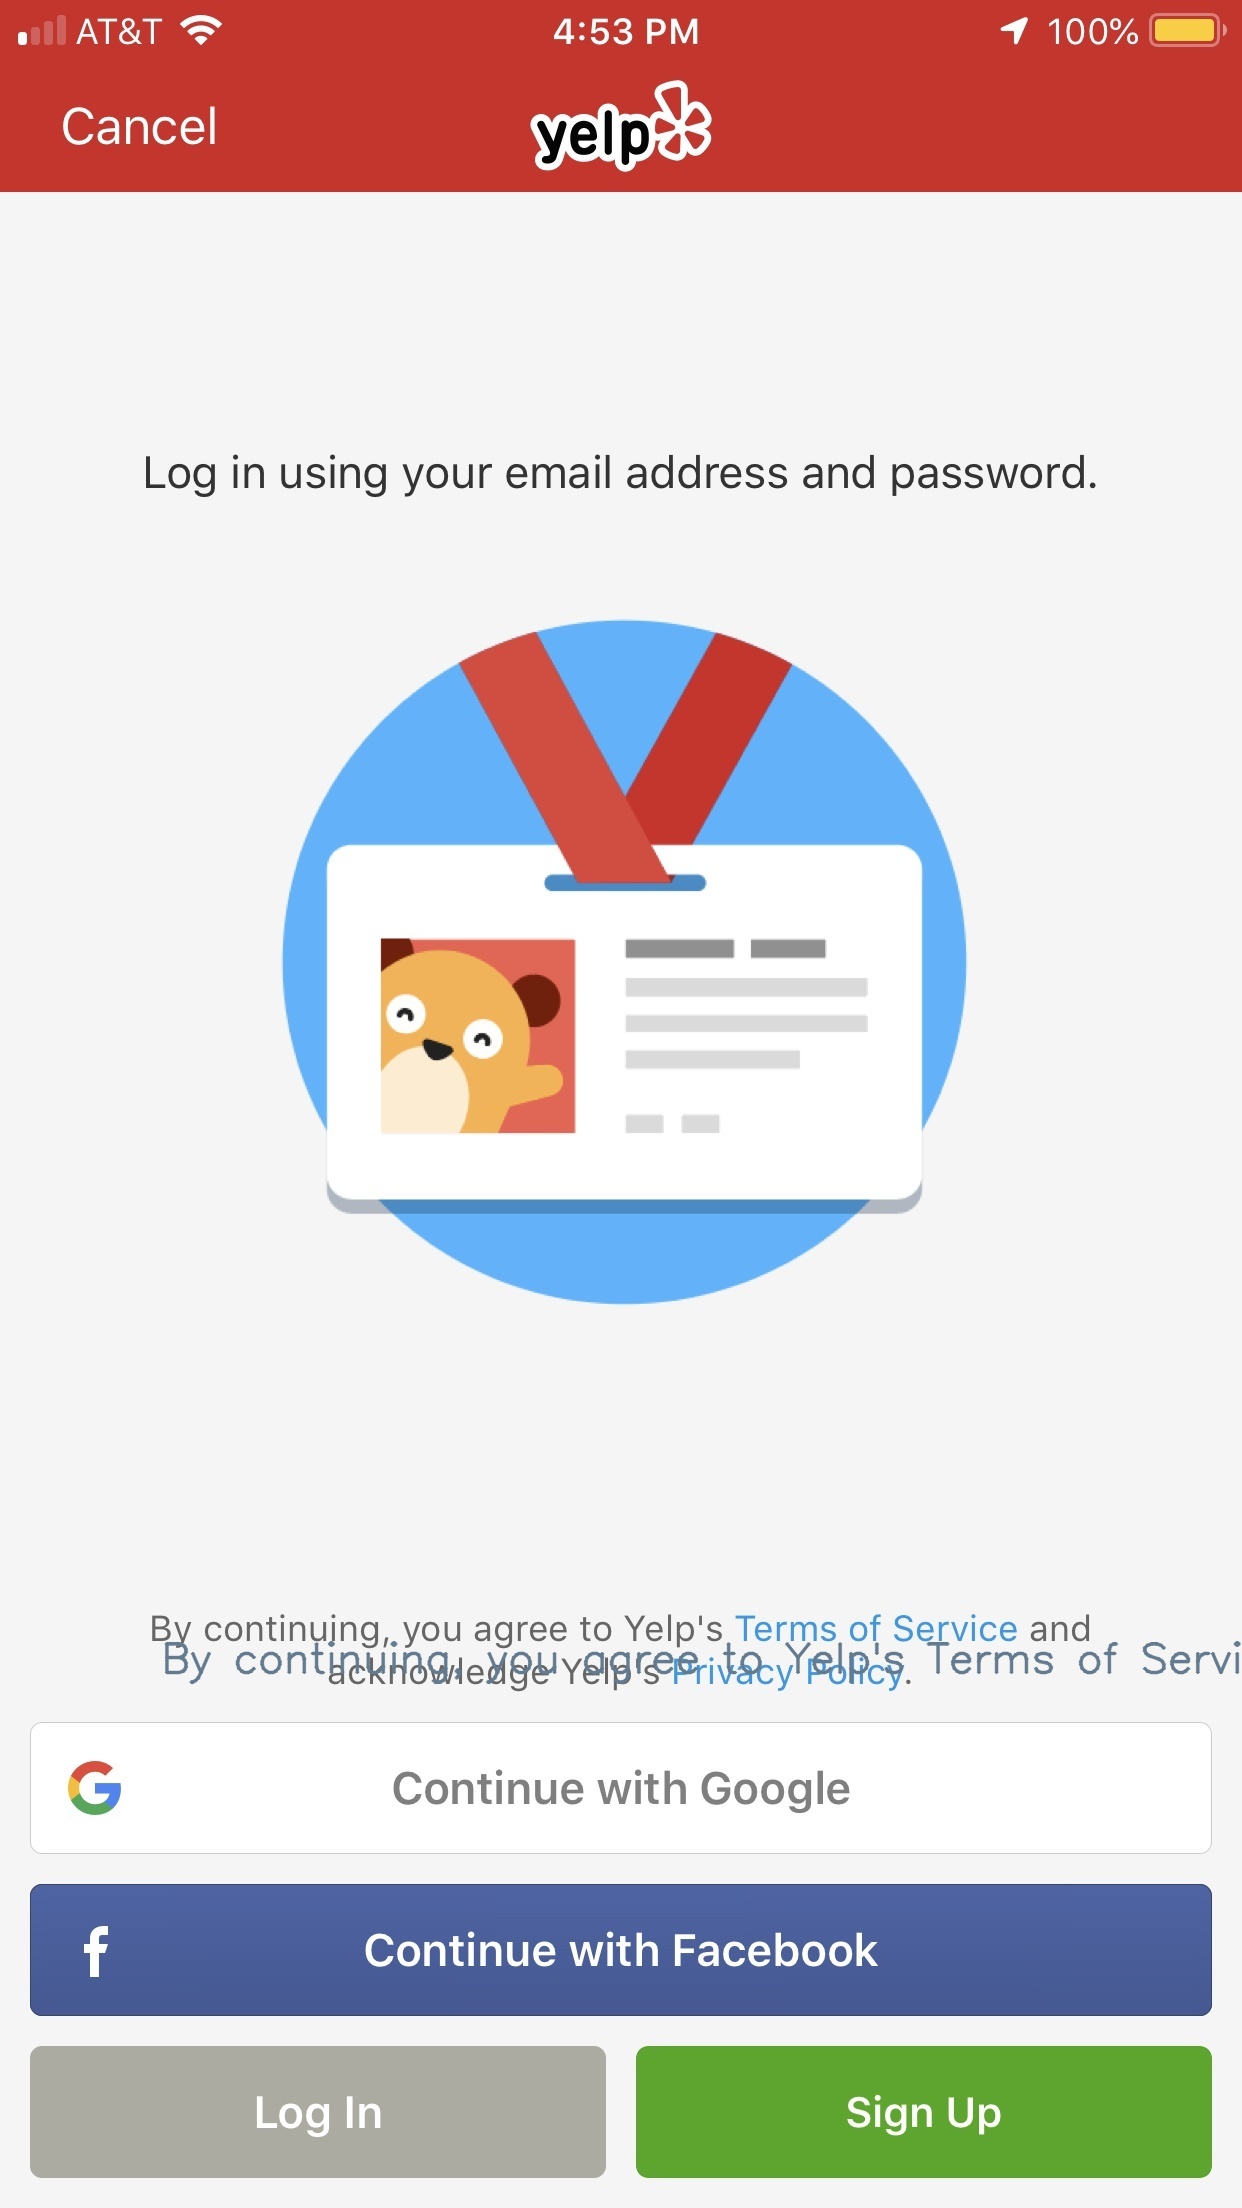 AT&T 4:53 PM 100%
Cancel yelp
Log in using your email address and password.
By continuing, you agree to Yelp's Terms of Service and
By continuing, you agree to Yelp's Terms of Servi
acknowledge Yelp's Privacy Policy.
Continue with Google
f Continue with Facebook
Log In Sign Up